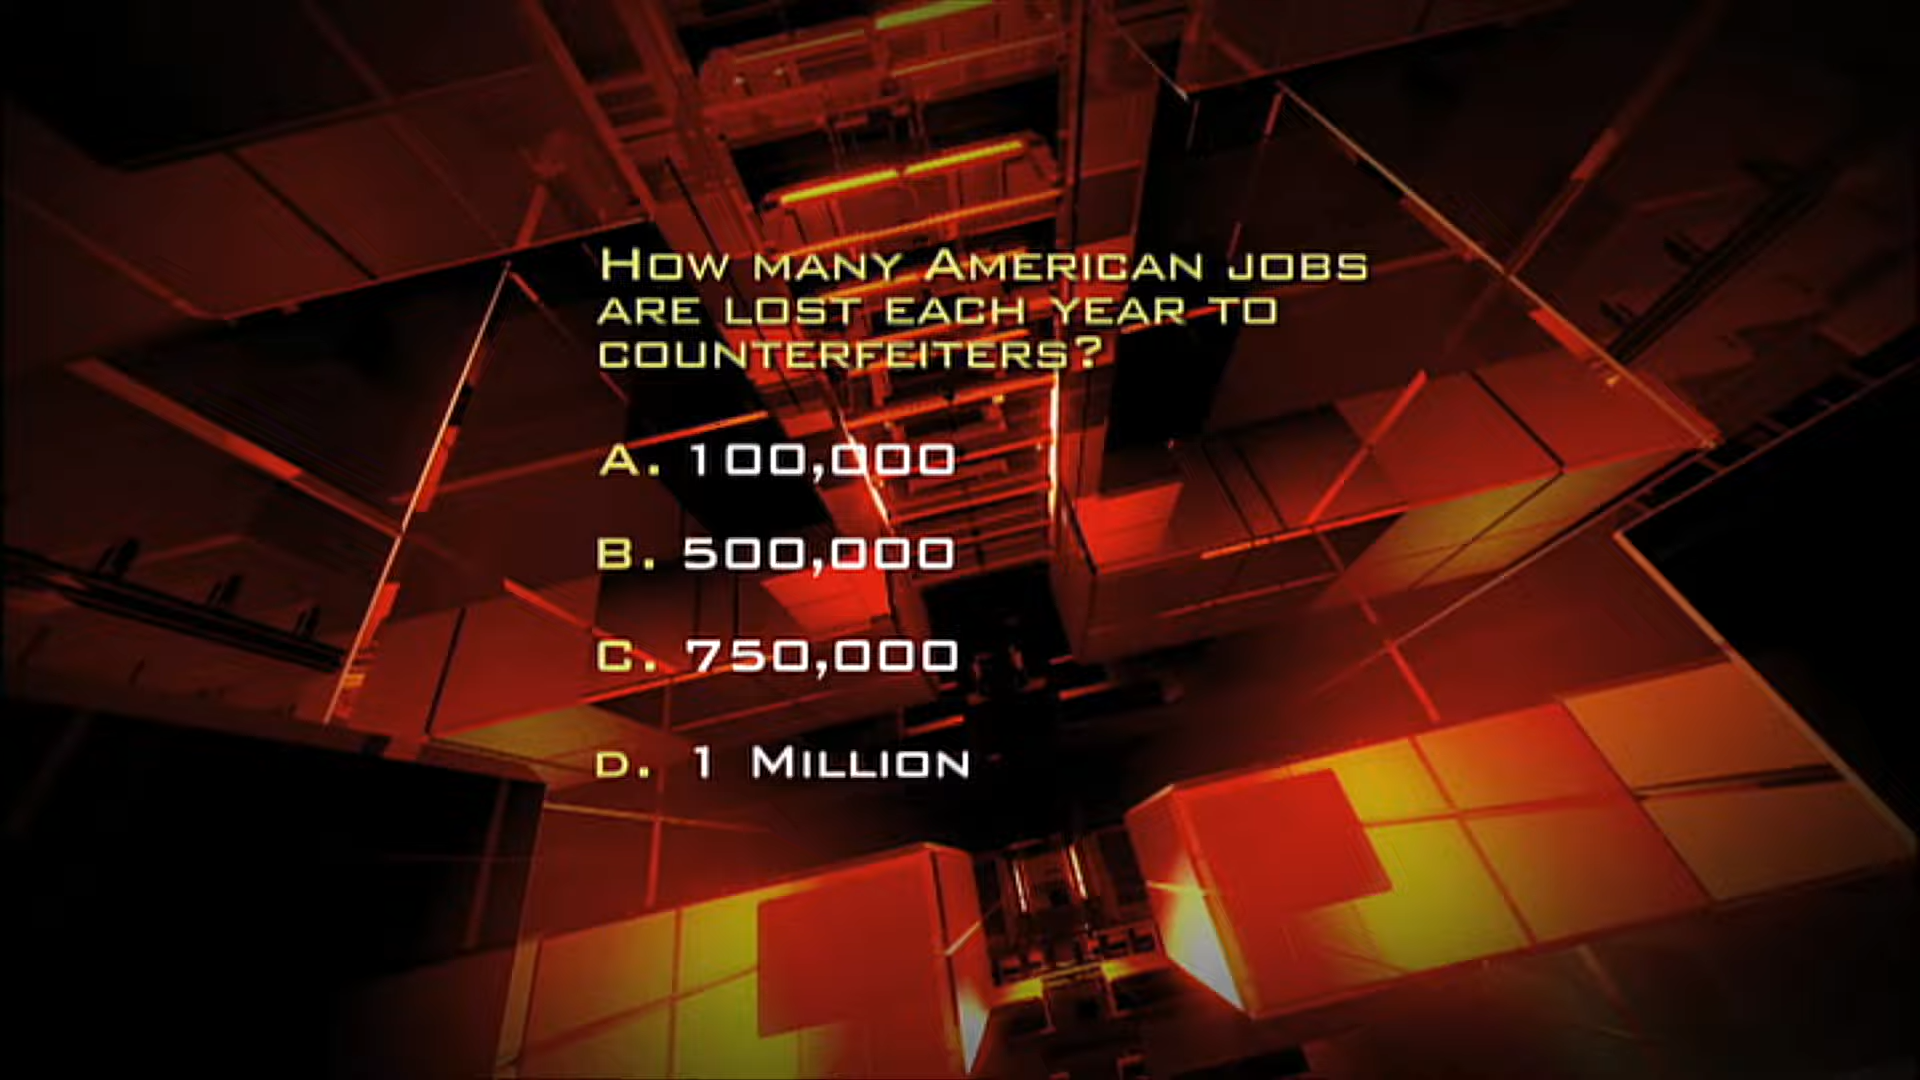 How many American jobs
are lost each year to
counterfeiters?
A. 100,000
B. 500,000
C. 750,000
D. 1 Million